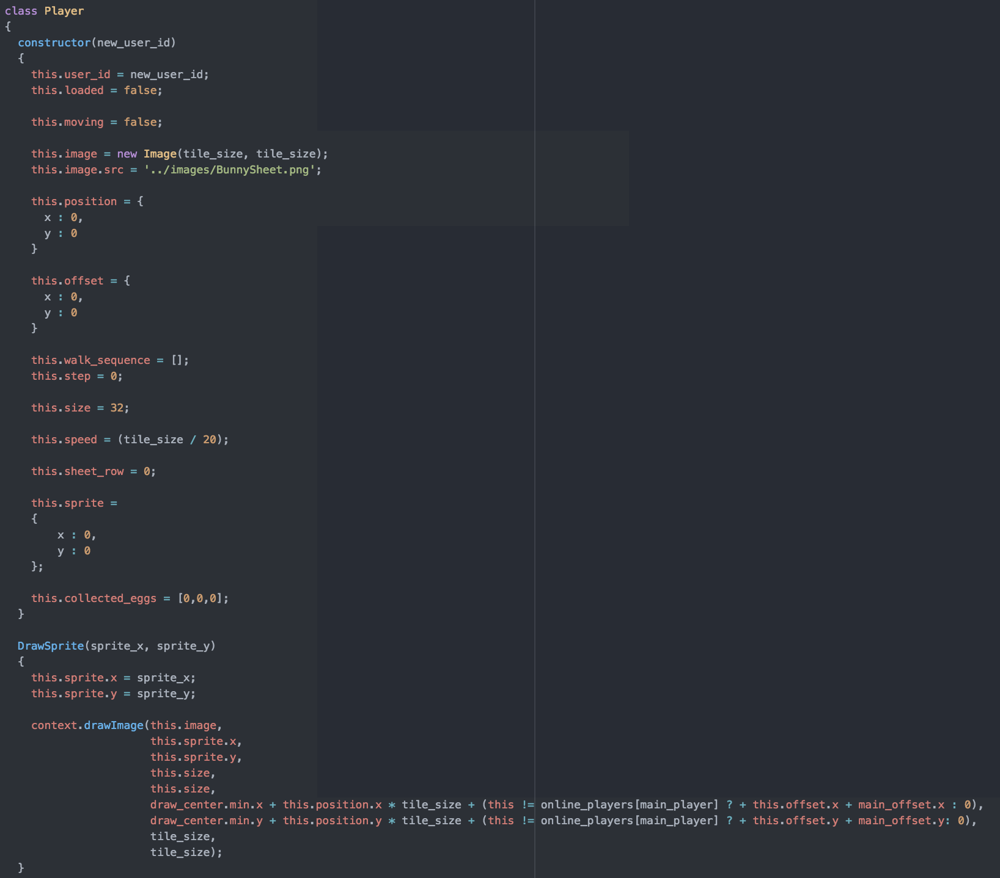 class Player
{
  constructor(new_user_id)
  {
    this.user_id = new_user_id;
    this.loaded = false;

    this.moving = false;

    this.image = new Image(tile_size, tile_size);
    this.image.src = '../images/BunnySheet.png';

    this.position = {
      x : 0,
      y : 0
    }

    this.offset = {
      x : 0,
      y : 0
    }

    this.walk_sequence = [];
    this.step = 0;

    this.size = 32;

    this.speed = (tile_size / 20);

    this.sheet_row = 0;

    this.sprite =
    {
        x : 0,
        y : 0
    };

    this.collected_eggs = [0,0,0];
  }

  DrawSprite(sprite_x, sprite_y)
  {
    this.sprite.x = sprite_x;
    this.sprite.y = sprite_y;

    context.drawImage(this.image,
                      this.sprite.x,
                      this.sprite.y,
                      this.size,
                      this.size,
                      draw_center.min.x + this.position.x * tile_size + (this != online_players[main_player] ? + this.offset.x + main_offset.x : 0),
                      draw_center.min.y + this.position.y * tile_size + (this != online_players[main_player] ? + this.offset.y + main_offset.y: 0),
                      tile_size,
                      tile_size);
  }